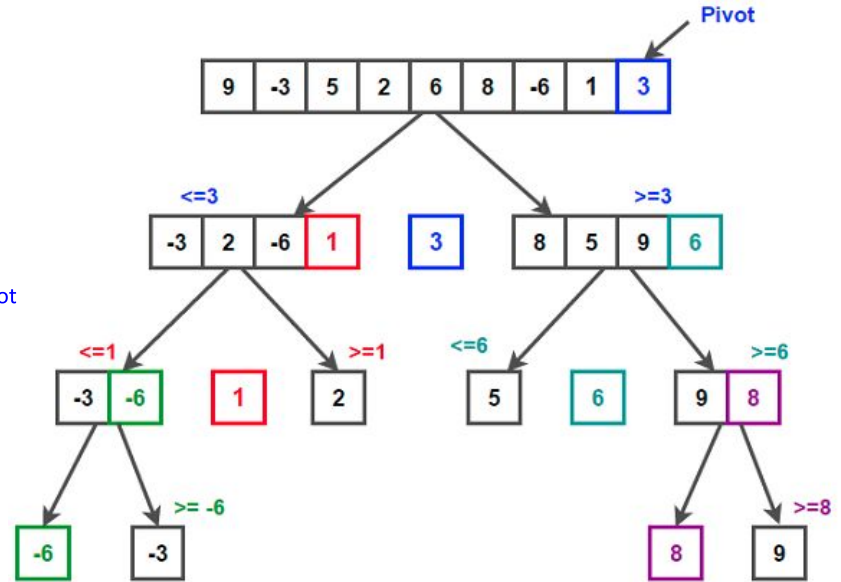 Pivot
9 -3 5 2 6 8 -6 1 3
<=3 >=3
-3 2 -6 1 3 8 5 9 6
ot
<=1 >=1 <=6 >=6
-3 -6 1 2 5 6 9 8
>= -6 >=8
-6 -3 8 9